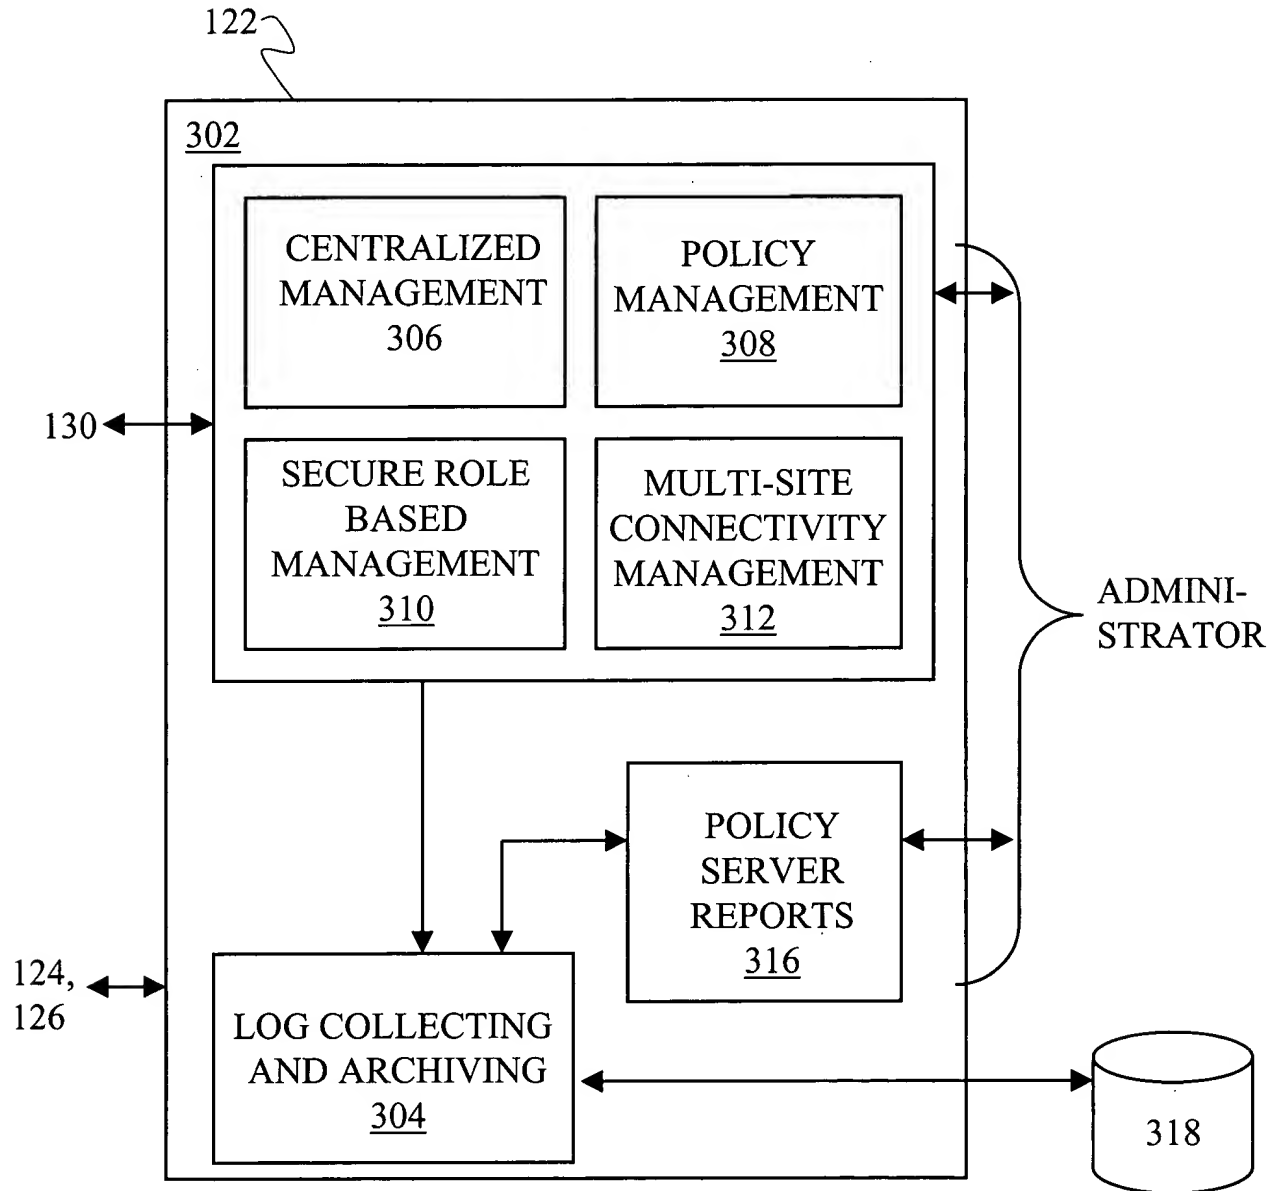 122
302
CENTRALIZED
MANAGEMENT
306
POLICY
MANAGEMENT
308
130
SECURE ROLE
BASED
MANAGEMENT
310
MULTI-SITE
CONNECTIVITY
MANAGEMENT
312
ADMINI-
STRATOR
POLICY
SERVER
REPORTS
316
124,
126
LOG COLLECTING
AND ARCHIVING
304
318